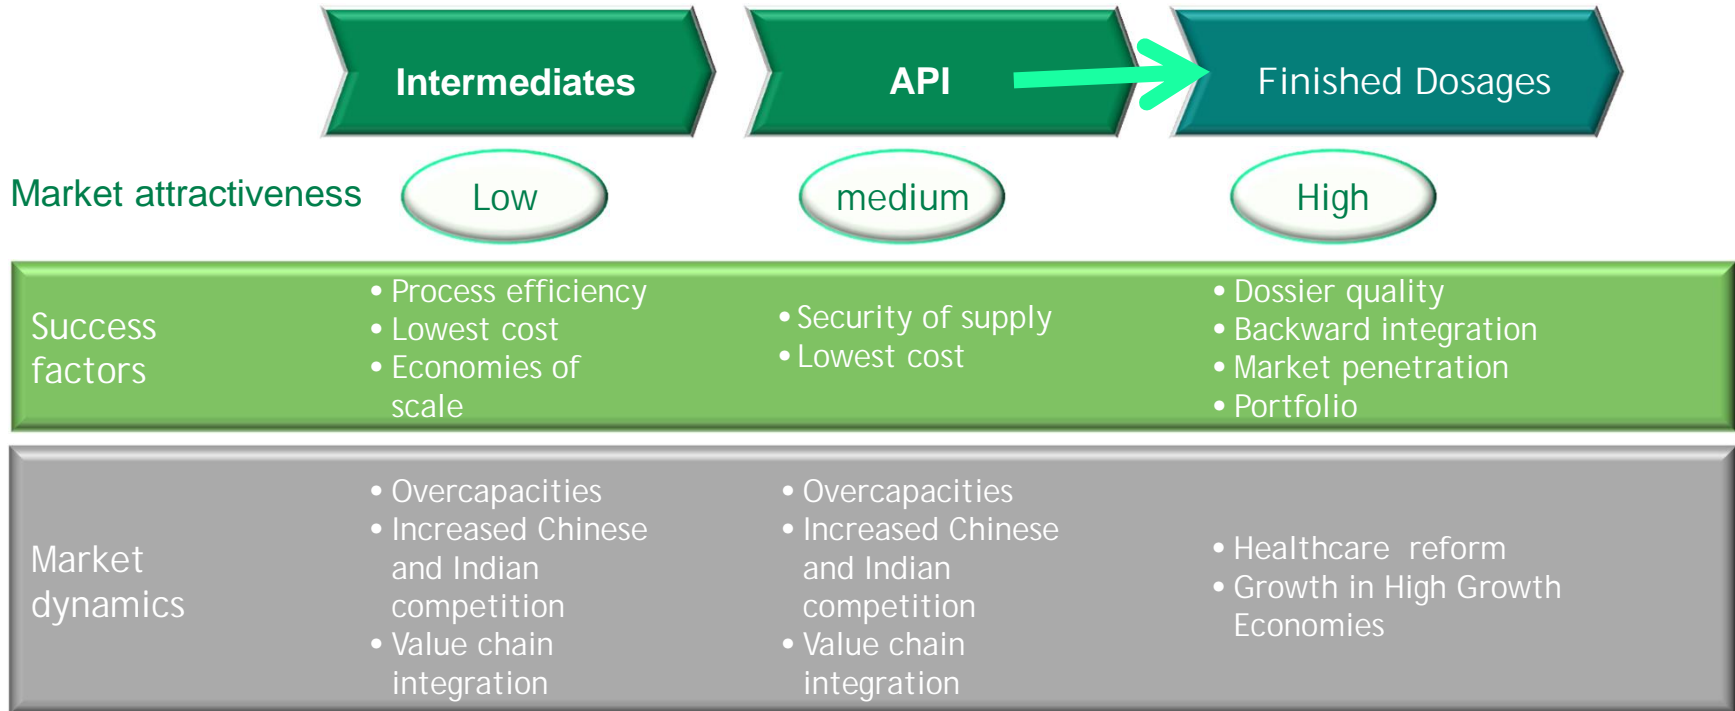 Intermediates
API
Finished Dosages
Market attractiveness
Low
medium
High
Success
factors
• Process efficiency
• Lowest cost
• Economies of
scale
• Security of supply
• Lowest cost
• Dossier quality
• Backward integration
• Market penetration
• Portfolio
Market
dynamics
• Overcapacities
• Increased Chinese
and Indian
competition
• Value chain
integration
• Overcapacities
• Increased Chinese
and Indian
competition
• Value chain
integration
• Healthcare reform
• Growth in High Growth
Economies